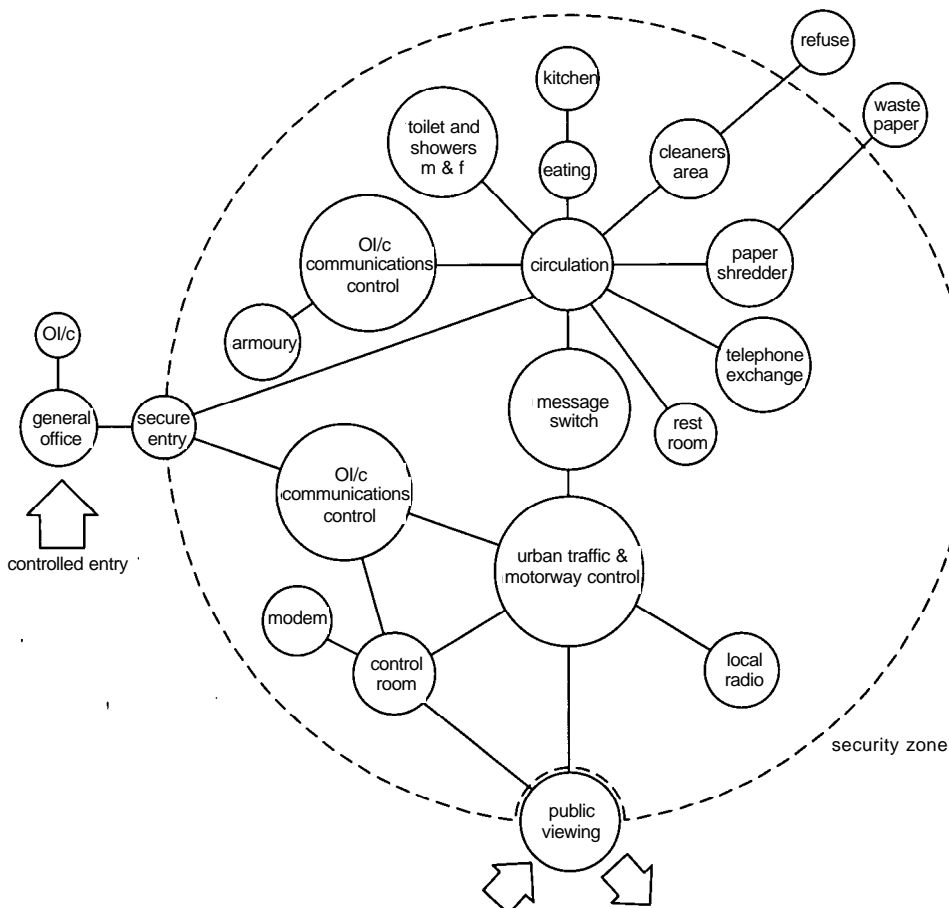 refuse
kitchen
waste
paper
toilet and
showers
m & f
cleaners
area
eating
OI/c
communications
control
circulation
paper
shredder
armoury
OI/c
telephone
exchange
general
office
secure
entry
message
switch
rest
room
OI/c
communications
control
controlled entry
urban traffic &
motorway control
modem
control
room
local
radio
security zone
public
viewing